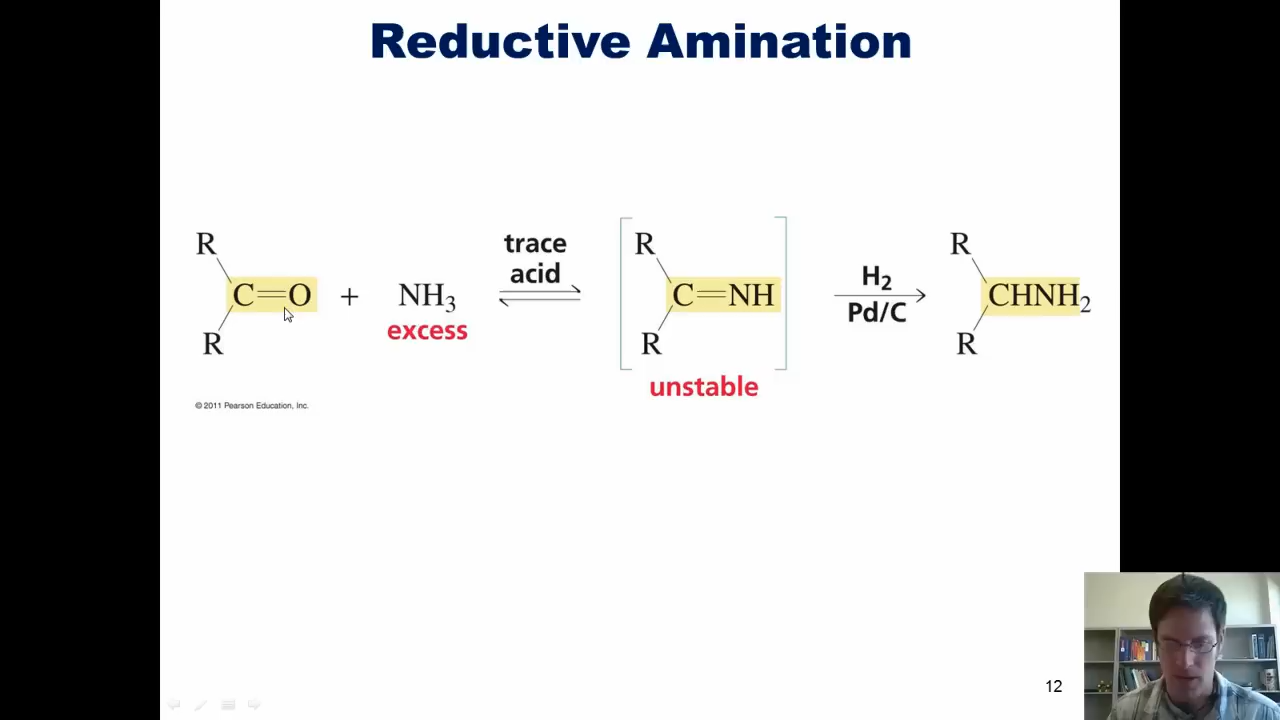 Reductive Amination
R
R
C=O
+
NH₃
excess
trace
acid
R
R
C=NH
unstable
H₂
Pd/C
R
R
CHNH₂
© 2011 Pearson Education, Inc.
12